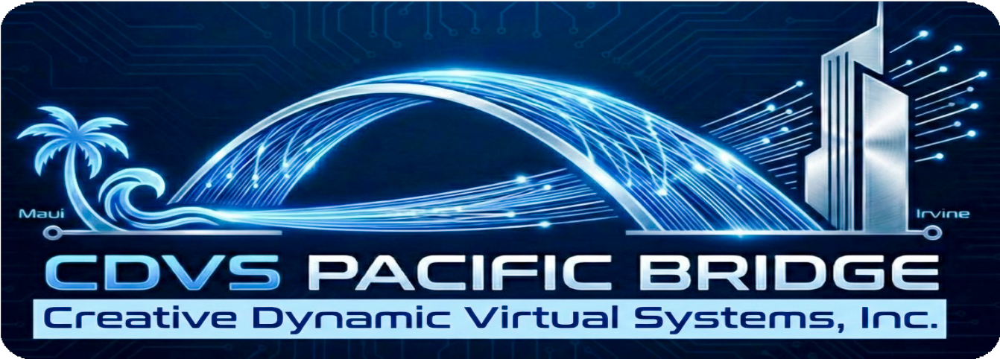 Maui
Irvine
CDVS PACIFIC BRIDGE
Creative Dynamic Virtual Systems, Inc.